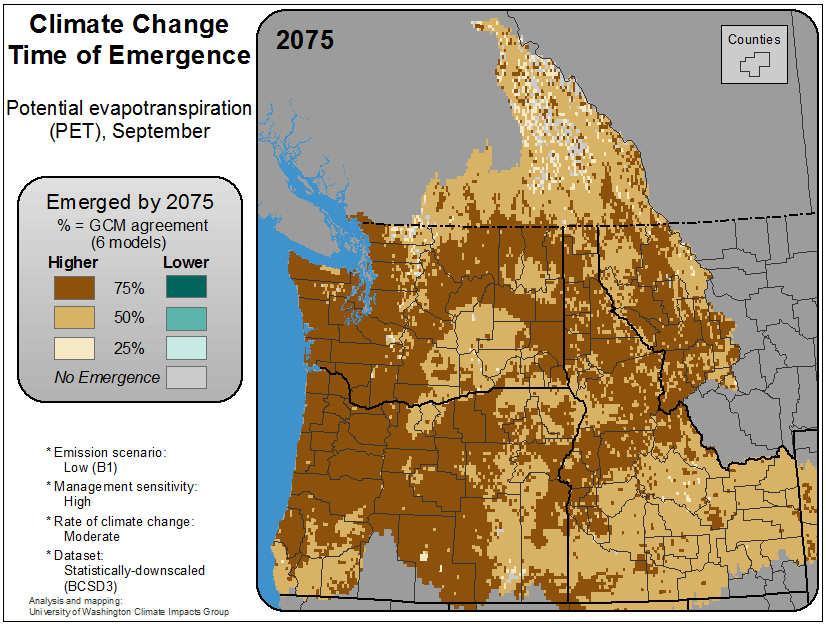 Climate Change
Time of Emergence
Potential evapotranspiration
(PET), September
Emerged by 2075
% = GCM agreement
(6 models)
Higher Lower
75%
50%
25%
No Emergence
* Emission scenario:
Low (B1)
* Management sensitivity:
High
* Rate of climate change:
Moderate
* Dataset:
Statistically-downscaled
(BCSD3)
Analysis and mapping:
University of Washington Climate Impacts Group
2075
Counties